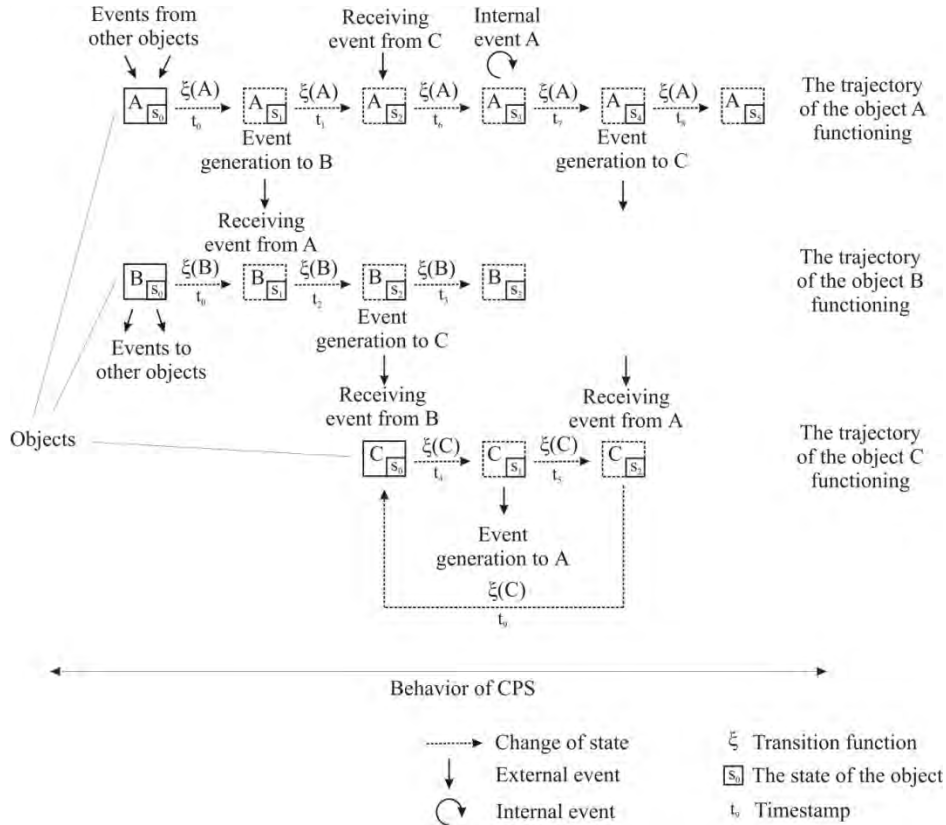 Events from
other objects
Receiving
event from C
Internal
event A
A S₀ ξ(A) t₀ A S₁ ξ(A) t₁ A S₂ ξ(A) t₆ A S₃ ξ(A) t₇ A S₄ ξ(A) t₈ A S₅
The trajectory
of the object A
functioning
Event
generation to B
Event
generation to C
Receiving
event from A
B S₀ ξ(B) t₀ B S₁ ξ(B) t₂ B S₂ ξ(B) t₃ B S₃
The trajectory
of the object B
functioning
Events to
other objects
Event
generation to C
Receiving
event from B
Receiving
event from A
Objects
C S₀ ξ(C) t₄ C S₁ ξ(C) t₅ C S₂
The trajectory
of the object C
functioning
Event
generation to A
ξ(C)
t₉
Behavior of CPS
Change of state
ξ Transition function
External event
S₀ The state of the object
Internal event
t₉ Timestamp